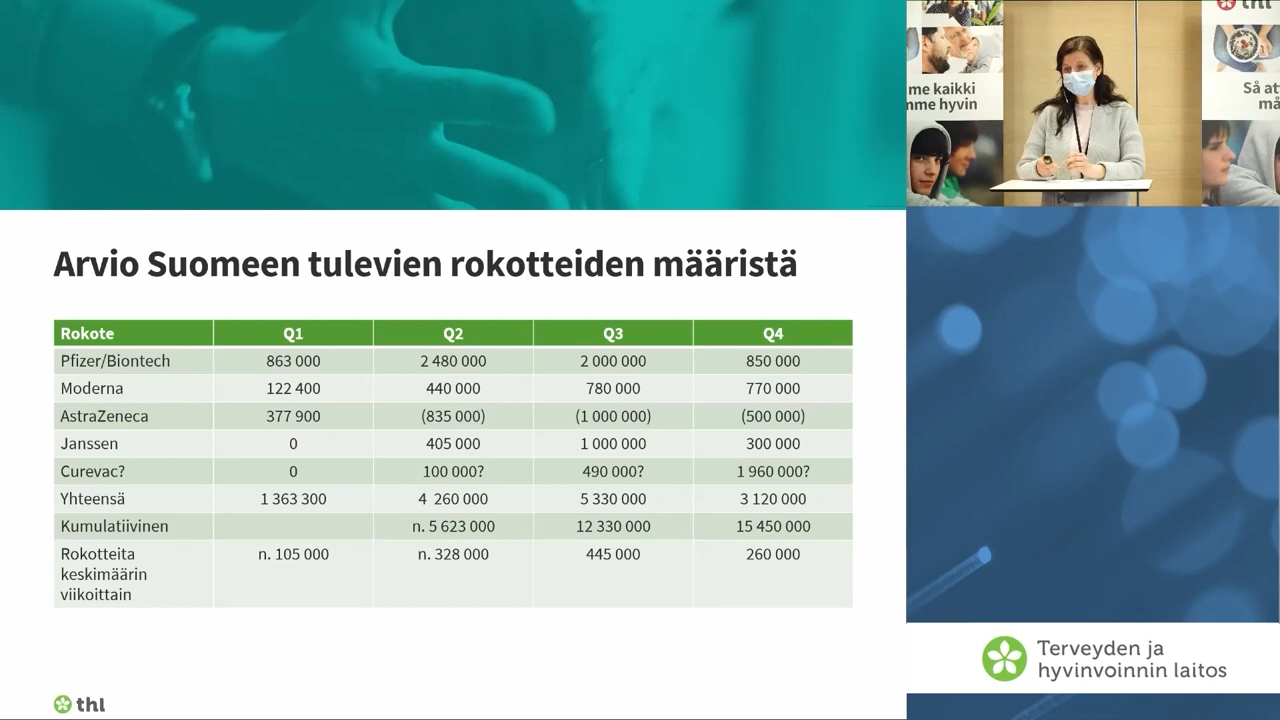 thl
me kaikki
nme hyvin
Så at
må
Arvio Suomeen tulevien rokotteiden määristä
Rokote Q1 Q2 Q3 Q4
Pfizer/Biontech 863 000 2 480 000 2 000 000 850 000
Moderna 122 400 440 000 780 000 770 000
AstraZeneca 377 900 (835 000) (1 000 000) (500 000)
Janssen 0 405 000 1 000 000 300 000
Curevac? 0 100 000? 490 000? 1 960 000?
Yhteensä 1 363 300 4 260 000 5 330 000 3 120 000
Kumulatiivinen n. 5 623 000 12 330 000 15 450 000
Rokotteita n. 105 000 n. 328 000 445 000 260 000
keskimäärin
viikoittain
Terveyden ja
hyvinvoinnin laitos
thl